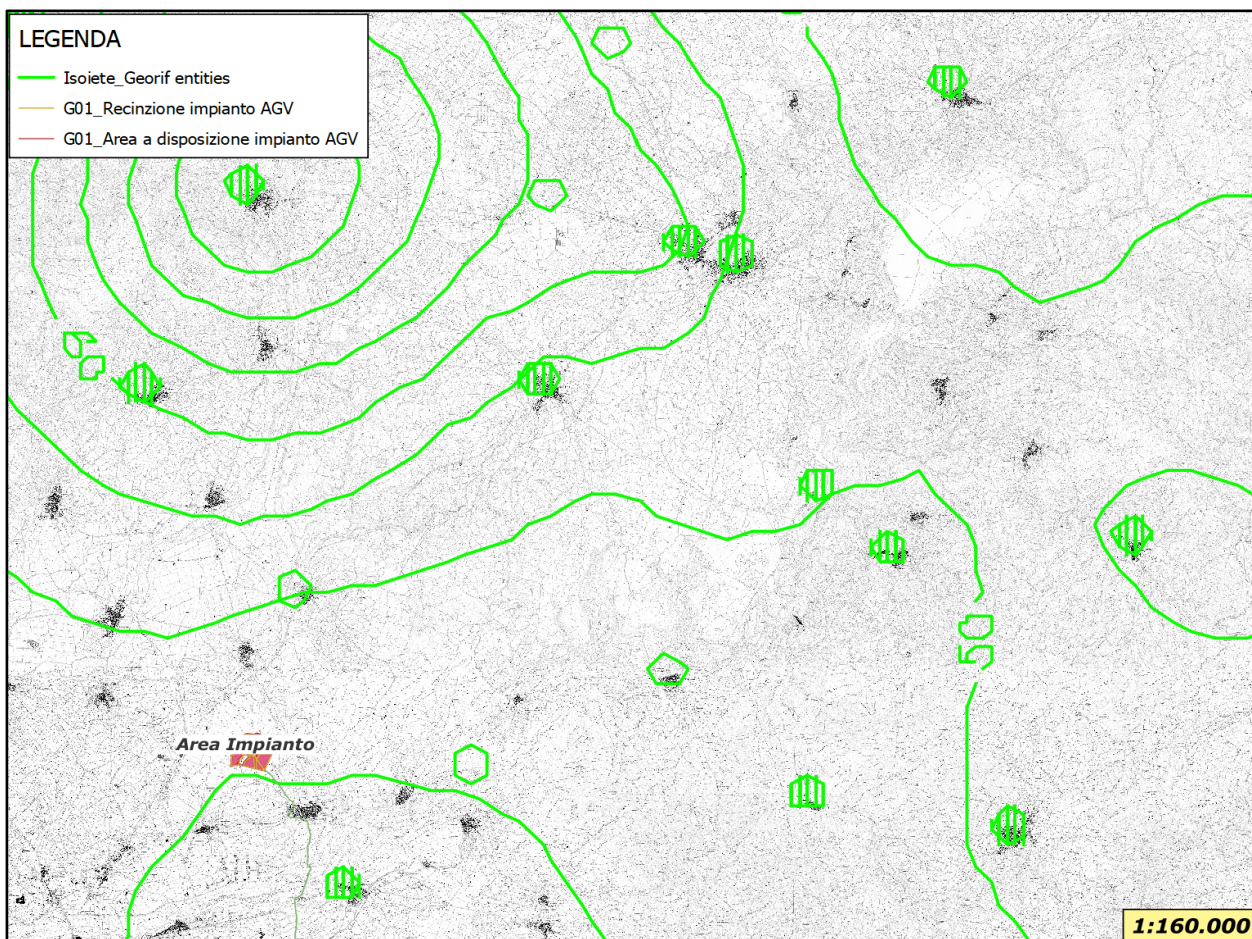 LEGENDA
Isoiete_Georif entities
G01_Recinzione impianto AGV
G01_Area a disposizione impianto AGV
Area Impianto
1:160.000